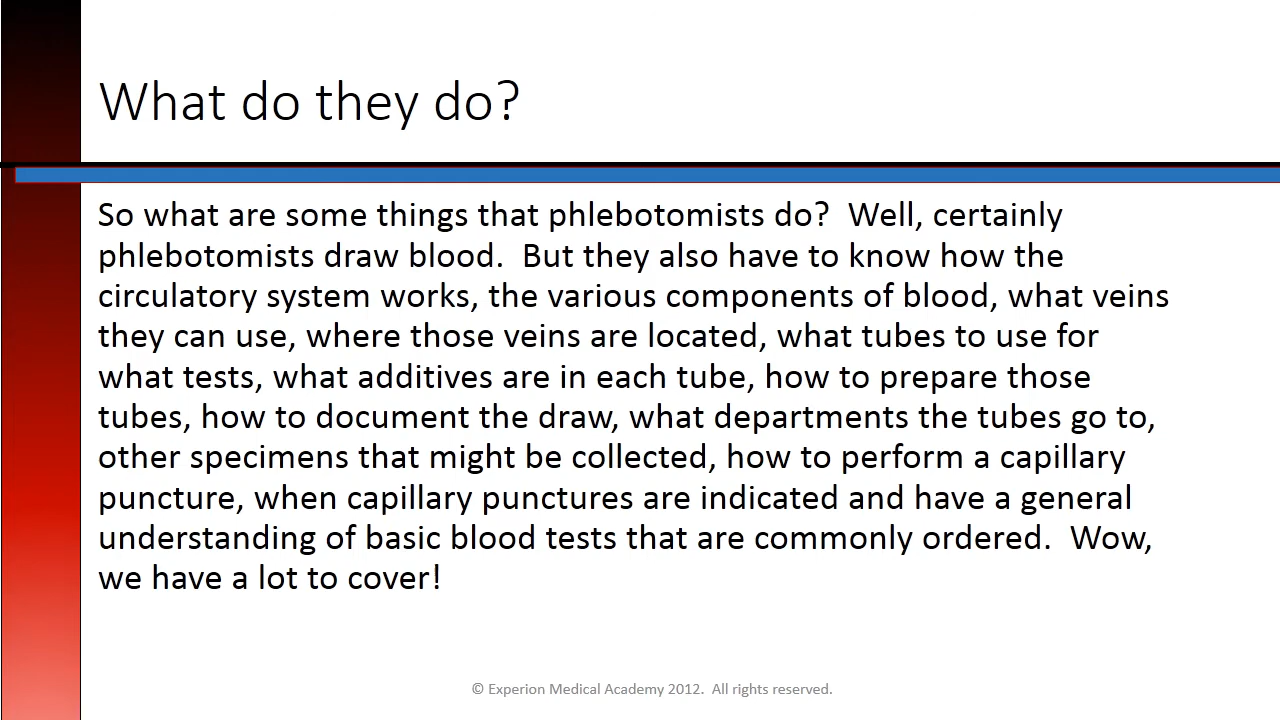 What do they do?
So what are some things that phlebotomists do?  Well, certainly
phlebotomists draw blood.  But they also have to know how the
circulatory system works, the various components of blood, what veins
they can use, where those veins are located, what tubes to use for
what tests, what additives are in each tube, how to prepare those
tubes, how to document the draw, what departments the tubes go to,
other specimens that might be collected, how to perform a capillary
puncture, when capillary punctures are indicated and have a general
understanding of basic blood tests that are commonly ordered.  Wow,
we have a lot to cover!
© Experion Medical Academy 2012.  All rights reserved.